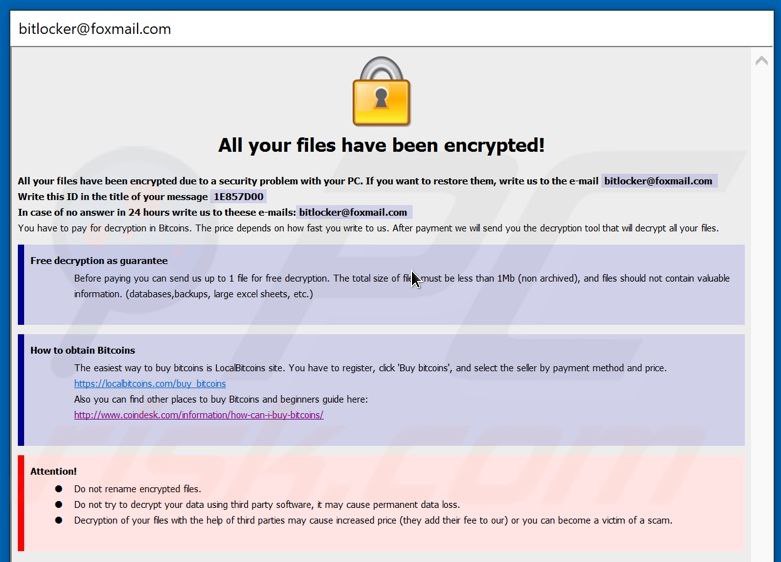 bitlocker@foxmail.com
All your files have been encrypted!
All your files have been encrypted due to a security problem with your PC. If you want to restore them, write us to the e-mail bitlocker@foxmail.com
Write this ID in the title of your message 1E857D00
In case of no answer in 24 hours write us to theese e-mails: bitlocker@foxmail.com
You have to pay for decryption in Bitcoins. The price depends on how fast you write to us. After payment we will send you the decryption tool that will decrypt all your files.
Free decryption as guarantee
Before paying you can send us up to 1 file for free decryption. The total size of files must be less than 1Mb (non archived), and files should not contain valuable
information. (databases,backups, large excel sheets, etc.)
How to obtain Bitcoins
The easiest way to buy bitcoins is LocalBitcoins site. You have to register, click 'Buy bitcoins', and select the seller by payment method and price.
https://localbitcoins.com/buy_bitcoins
Also you can find other places to buy Bitcoins and beginners guide here:
http://www.coindesk.com/information/how-can-i-buy-bitcoins/
Attention!
Do not rename encrypted files.
Do not try to decrypt your data using third party software, it may cause permanent data loss.
Decryption of your files with the help of third parties may cause increased price (they add their fee to our) or you can become a victim of a scam.
PC
risk.com